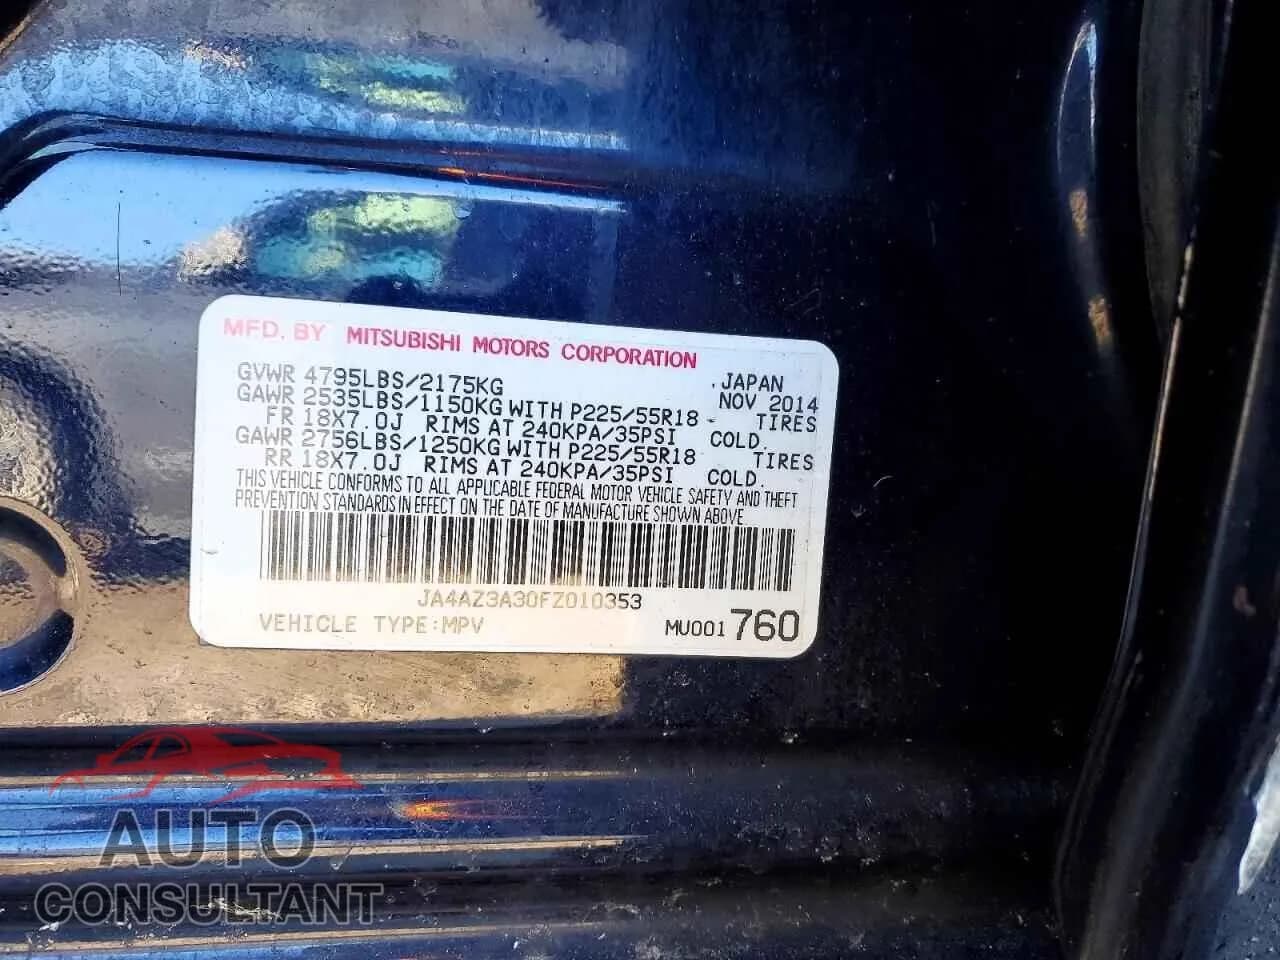 MFD. BY MITSUBISHI MOTORS CORPORATION
GVWR 4795LBS/2175KG JAPAN
NOV 2014
GAWR 2535LBS/1150KG WITH P225/55R18 TIRES
FR 18X7.0J RIMS AT 240KPA/35PSI COLD.
GAWR 2756LBS/1250KG WITH P225/55R18 TIRES
RR 18X7.0J RIMS AT 240KPA/35PSI COLD.
THIS VEHICLE CONFORMS TO ALL APPLICABLE FEDERAL MOTOR VEHICLE SAFETY AND THEFT
PREVENTION STANDARDS IN EFFECT ON THE DATE OF MANUFACTURE SHOWN ABOVE
JA4AZ3A30FZ010353
VEHICLE TYPE:MPV MU001 760
AUTO
CONSULTANT